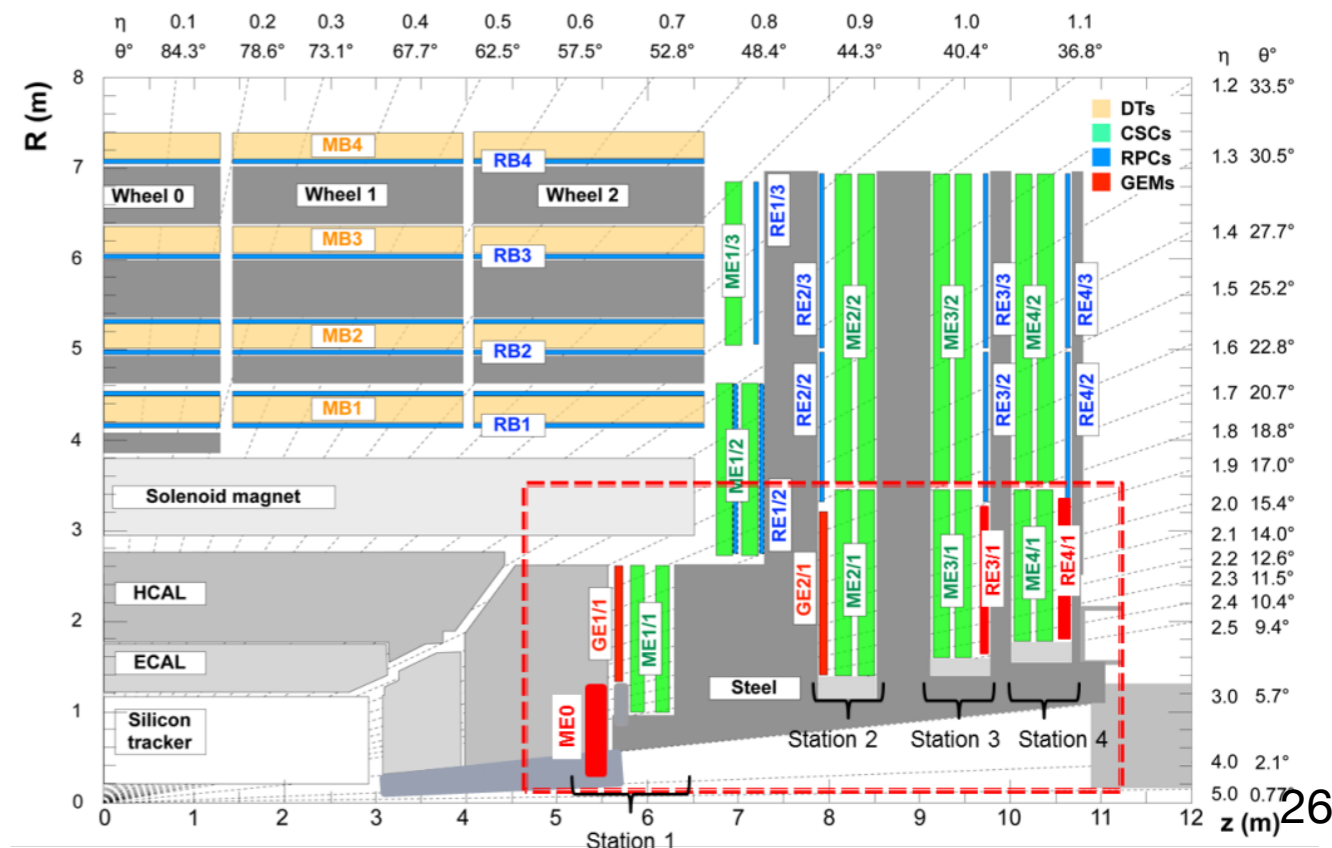 η 0.1 0.2 0.3 0.4 0.5 0.6 0.7 0.8 0.9 1.0 1.1
θ° 84.3° 78.6° 73.1° 67.7° 62.5° 57.5° 52.8° 48.4° 44.3° 40.4° 36.8° η θ°
R (m)
8
7
6
5
4
3
2
1
0
1.2 33.5°
1.3 30.5°
1.4 27.7°
1.5 25.2°
1.6 22.8°
1.7 20.7°
1.8 18.8°
1.9 17.0°
2.0 15.4°
2.1 14.0°
2.2 12.6°
2.3 11.5°
2.4 10.4°
2.5 9.4°
3.0 5.7°
4.0 2.1°
5.0 0.77°
DTs
CSCs
RPCs
GEMs
MB4
RB4
Wheel 0 Wheel 1 Wheel 2
MB3
RB3
MB2
RB2
MB1
RB1
Solenoid magnet
HCAL
ECAL
Silicon
tracker
Steel
ME1/3
RE1/3
ME1/2
RE1/2
RE2/3
RE2/2
ME2/2
ME3/2
RE3/3
RE3/2
ME4/2
RE4/3
RE4/2
GE1/1
ME1/1
ME0
GE2/1
ME2/1
ME3/1
RE3/1
ME4/1
RE4/1
Station 2 Station 3 Station 4
0 1 2 3 4 5 6 7 8 9 10 11 12 z (m)
Station 1
26